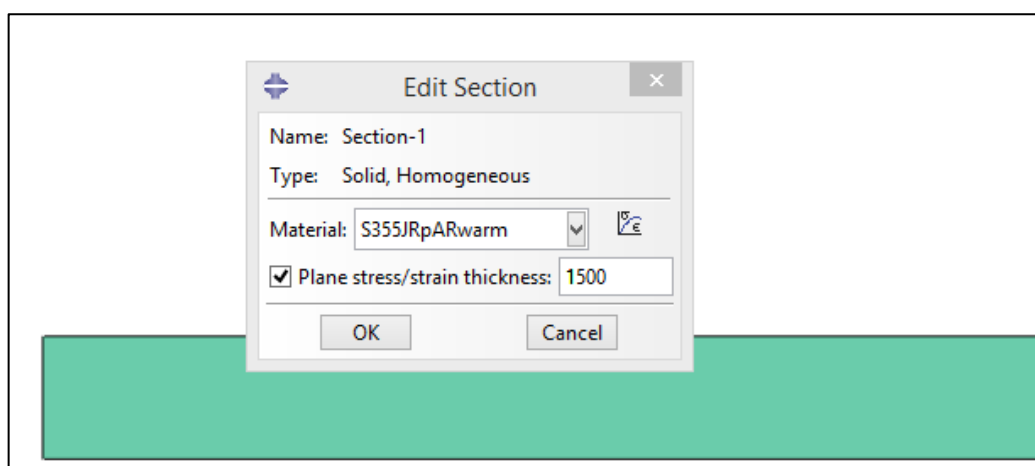 Edit Section
Name: Section-1
Type: Solid, Homogeneous
Material: S355JRpARwarm
Plane stress/strain thickness: 1500
OK Cancel